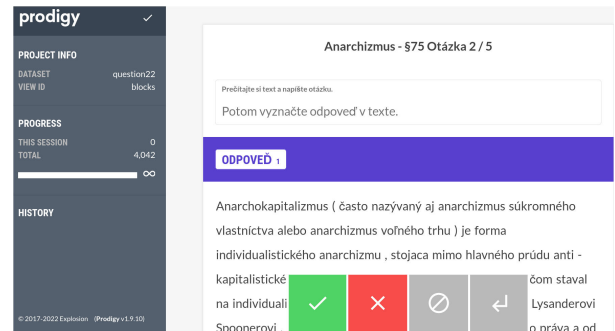 prodigy
PROJECT INFO
DATASET question22
VIEW ID blocks
PROGRESS
THIS SESSION 0
TOTAL 4,042
∞
HISTORY
© 2017-2022 Explosion (Prodigy v1.9.10)
Anarchizmus - §75 Otázka 2 / 5
Prečítajte si text a napíšte otázku.
Potom vyznačte odpoveď v texte.
ODPOVEĎ 1
Anarchokapitalizmus ( často nazývaný aj anarchizmus súkromného
vlastníctva alebo anarchizmus voľného trhu ) je forma
individualistického anarchizmu , stojaca mimo hlavného prúdu anti -
kapitalistické čom staval
na individuali Lysanderovi
Spoonerovi , o práva a od